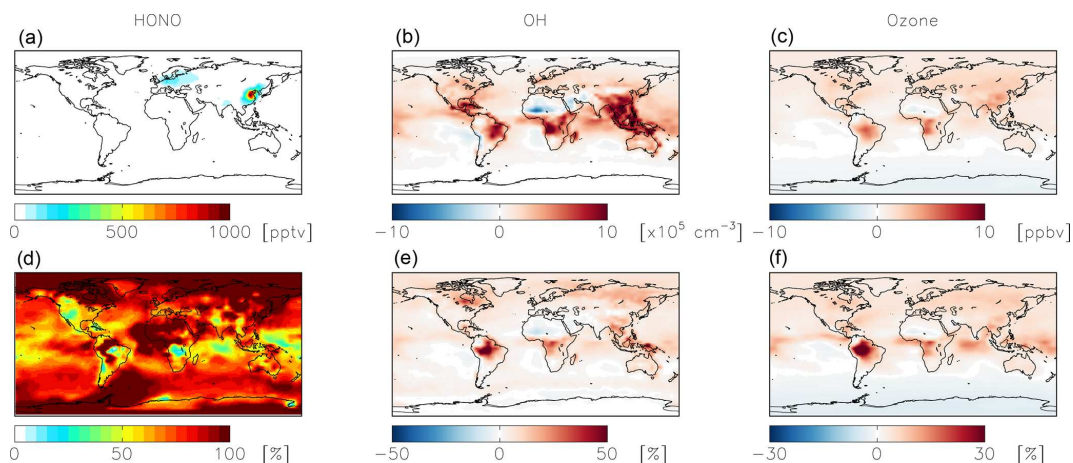 HONO OH Ozone
(a) (b) (c)
0 500 1000 [pptv] -10 0 10 [x10⁵ cm⁻³] -10 0 10 [ppbv]
(d) (e) (f)
0 50 100 [%] -50 0 50 [%] -30 0 30 [%]